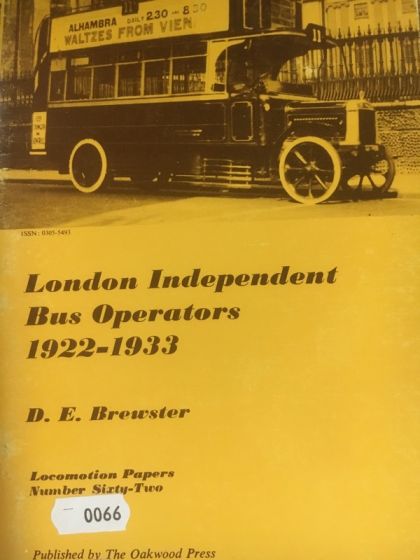 ALHAMBRA DAILY 2.30 AND 8.30
WALTZES FROM VIEN
11
ISSN: 0305-5493
London Independent
Bus Operators
1922-1933
D. E. Brewster
Locomotion Papers
Number Sixty-Two
0066
Published by The Oakwood Press